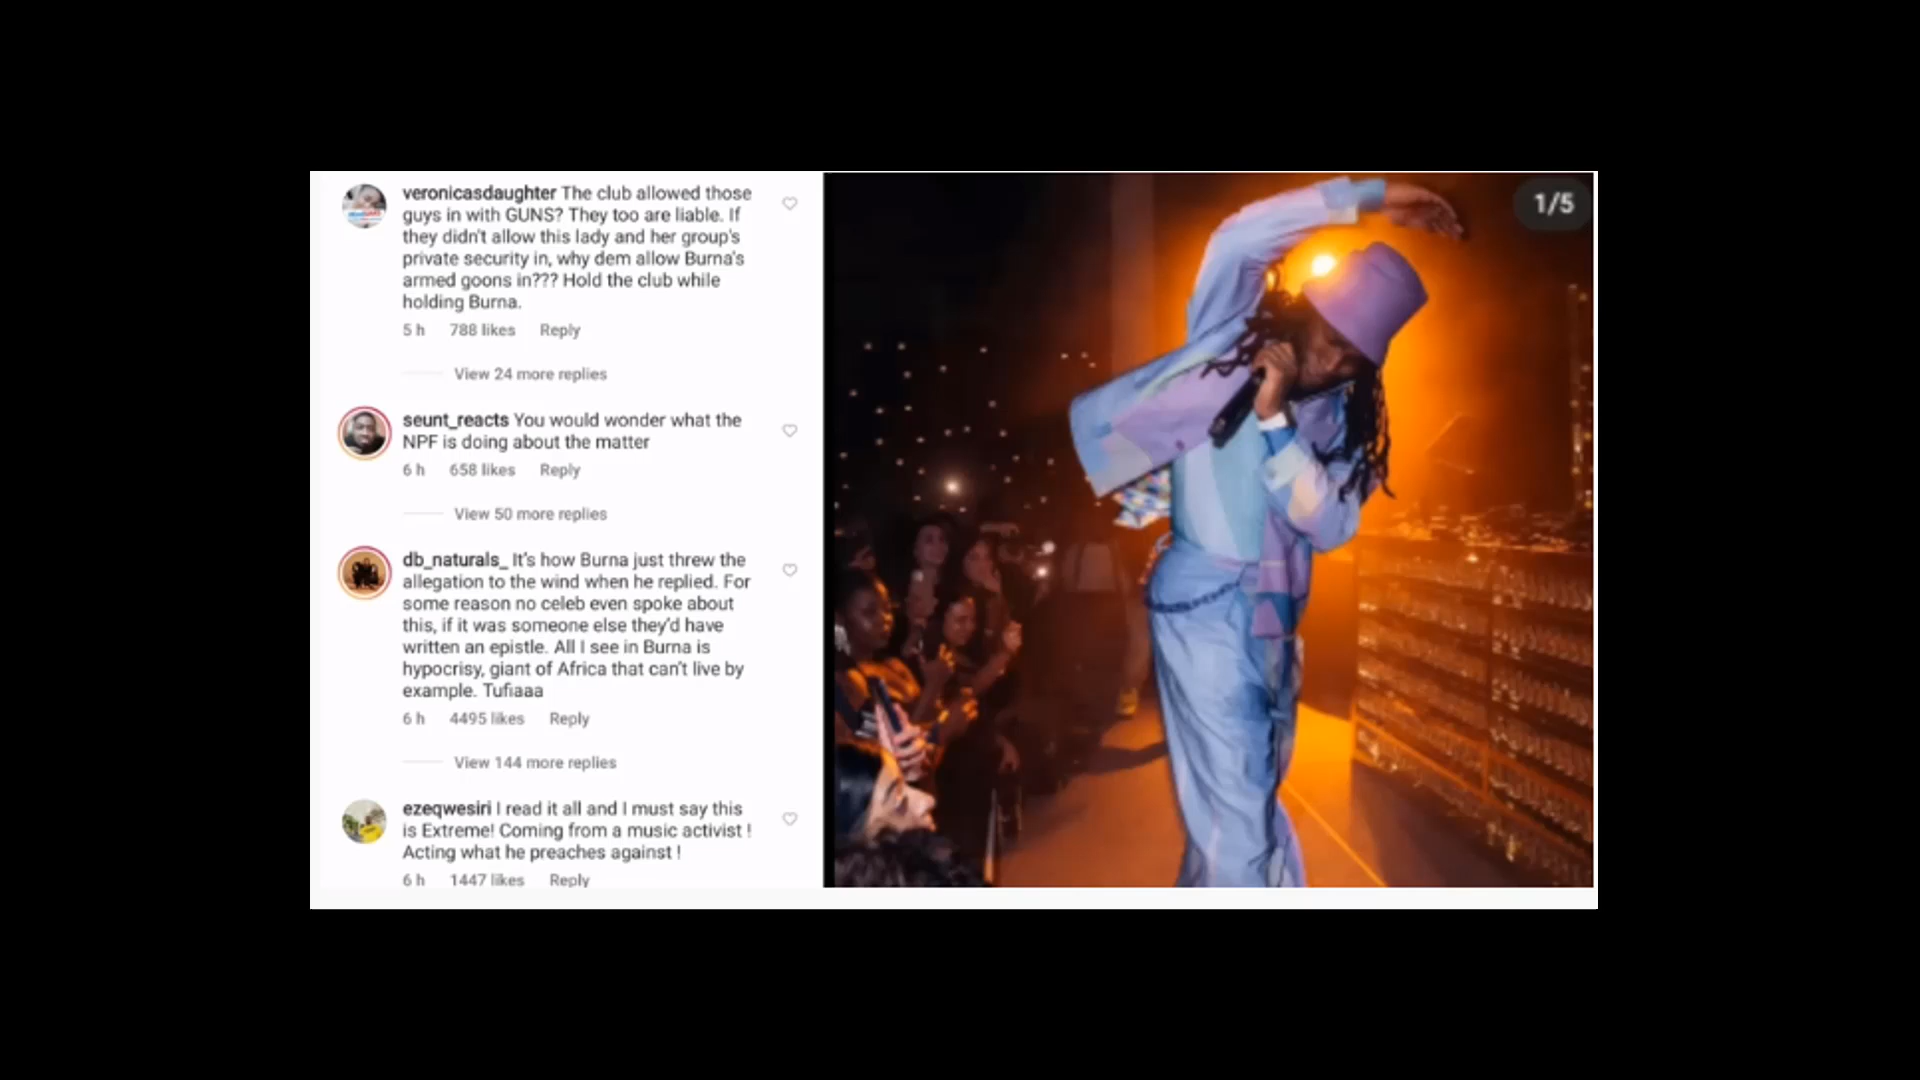 veronicasdaughter The club allowed those
guys in with GUNS? They too are liable. If
they didn't allow this lady and her group's
private security in, why dem allow Burna's
armed goons in??? Hold the club while
holding Burna.
5 h 788 likes Reply
View 24 more replies
seunt_reacts You would wonder what the
NPF is doing about the matter
6 h 658 likes Reply
View 50 more replies
db_naturals_ It's how Burna just threw the
allegation to the wind when he replied. For
some reason no celeb even spoke about
this, if it was someone else they'd have
written an epistle. All I see in Burna is
hypocrisy, giant of Africa that can't live by
example. Tufiaaa
6 h 4495 likes Reply
View 144 more replies
ezeqwesiri I read it all and I must say this
is Extreme! Coming from a music activist !
Acting what he preaches against !
6 h 1447 likes Reply
1/5